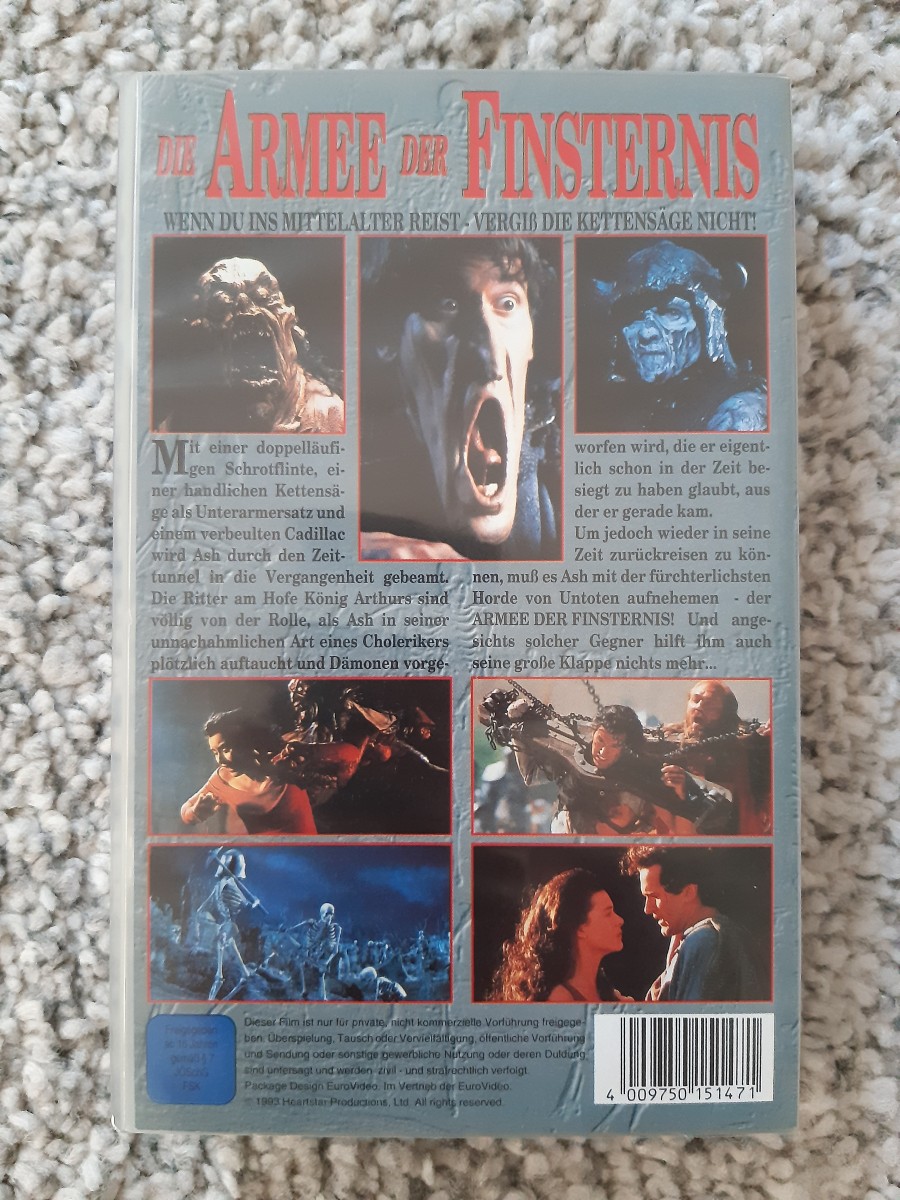 DIE ARMEE DER FINSTERNIS
WENN DU INS MITTELALTER REIST - VERGIß DIE KETTENSÄGE NICHT!
Mit einer doppelläufi-
gen Schrotflinte, ei-
ner handlichen Kettensä-
ge als Unterarmersatz und
einem verbeulten Cadillac
wird Ash durch den Zeit-
tunnel in die Vergangenheit gebeamt.
Die Ritter am Hofe König Arthurs sind
völlig von der Rolle, als Ash in seiner
unnachahmlichen Art eines Cholerikers
plötzlich auftaucht und Dämonen vorge-
worfen wird, die er eigent-
lich schon in der Zeit be-
siegt zu haben glaubt, aus
der er gerade kam.
Um jedoch wieder in seine
Zeit zurückreisen zu kön-
nen, muß es Ash mit der fürchterlichsten
Horde von Untoten aufnehemen - der
ARMEE DER FINSTERNIS! Und ange-
sichts solcher Gegner hilft ihm auch
seine große Klappe nichts mehr...
Freigegeben
ab 16 Jahren
gemäß § 7
JÖSchG
FSK
Dieser Film ist nur für private, nicht kommerzielle Vorführung freigege-
ben. Überspielung, Tausch oder Vervielfältigung, öffentliche Vorführung
und Sendung oder sonstige gewerbliche Nutzung oder deren Duldung,
sind untersagt und werden zivil - und strafrechtlich verfolgt.
Package Design EuroVideo. Im Vertrieb der EuroVideo.
© 1993 Heartstar Productions, Ltd. All rights reserved.
4 009750 151471